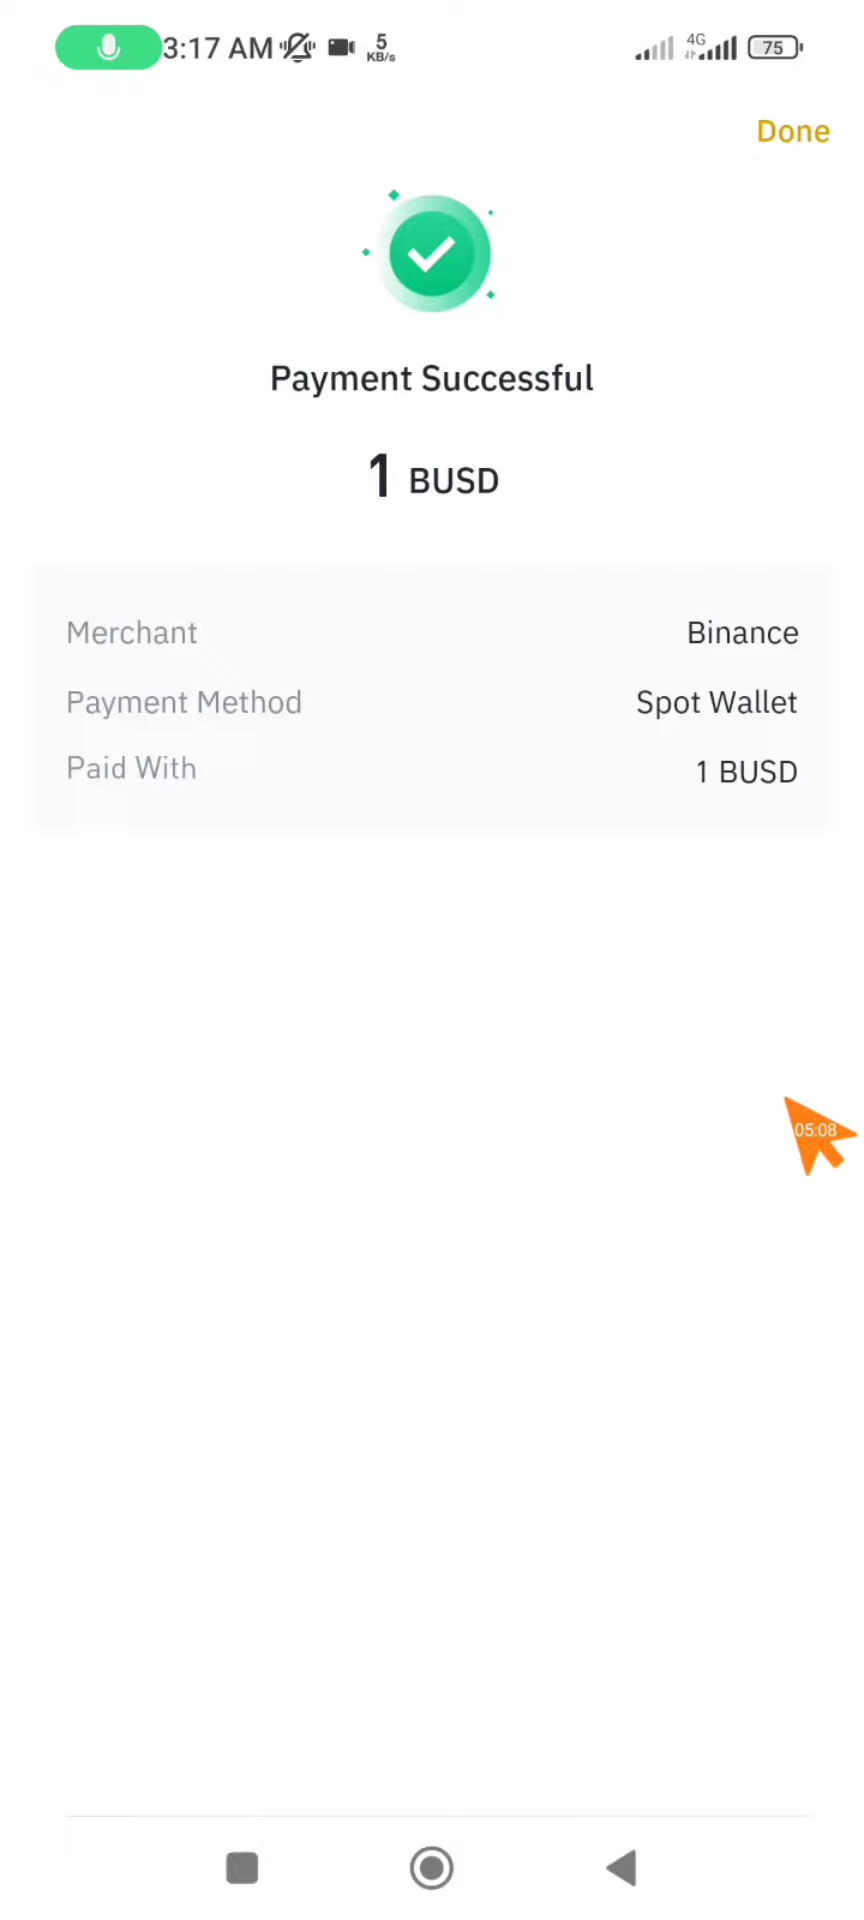 3:17 AM 5 KB/s 4G 75
Done
Payment Successful
1 BUSD
Merchant Binance
Payment Method Spot Wallet
Paid With 1 BUSD
05:08